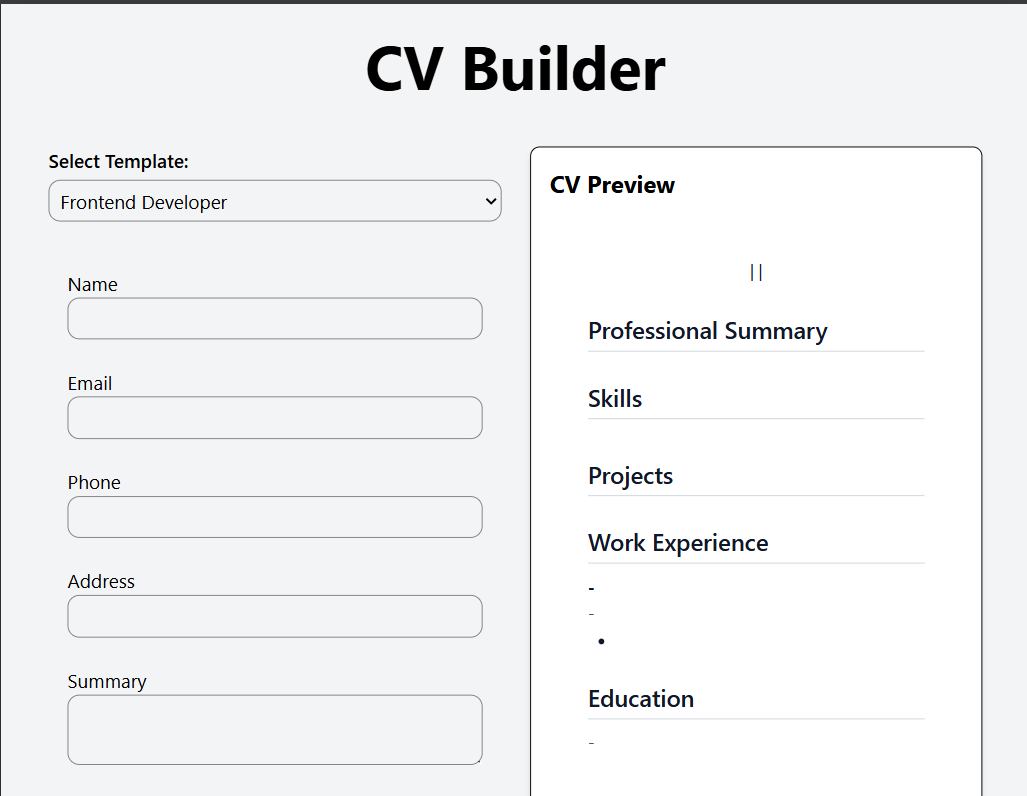 CV Builder
Select Template:
Frontend Developer
Name
Email
Phone
Address
Summary
CV Preview
||
Professional Summary
Skills
Projects
Work Experience
-
-
•
Education
-